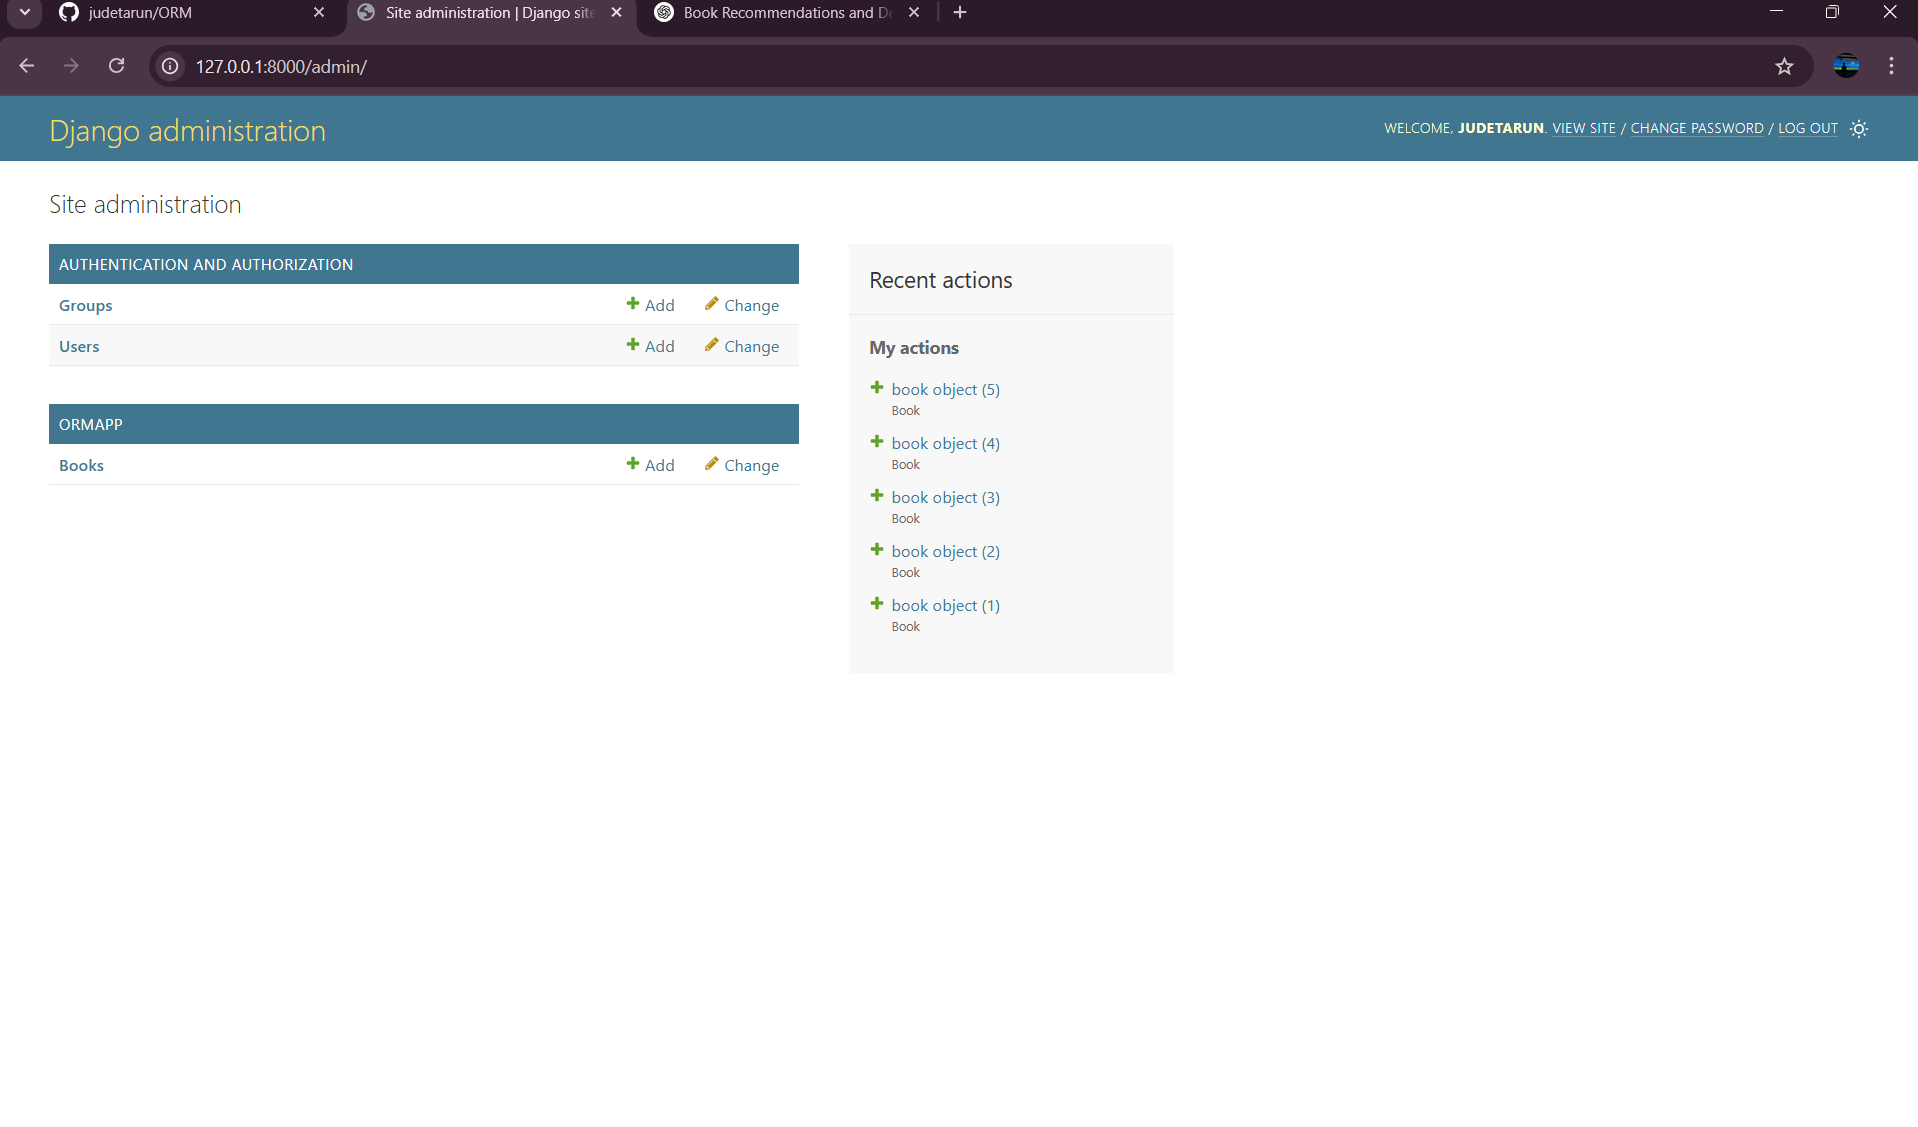 judetarun/ORM
Site administration | Django site
Book Recommendations and De
127.0.0.1:8000/admin/
Django administration
WELCOME, JUDETARUN. VIEW SITE / CHANGE PASSWORD / LOG OUT
Site administration
AUTHENTICATION AND AUTHORIZATION
Groups Add Change
Users Add Change
ORMAPP
Books Add Change
Recent actions
My actions
book object (5)
Book
book object (4)
Book
book object (3)
Book
book object (2)
Book
book object (1)
Book